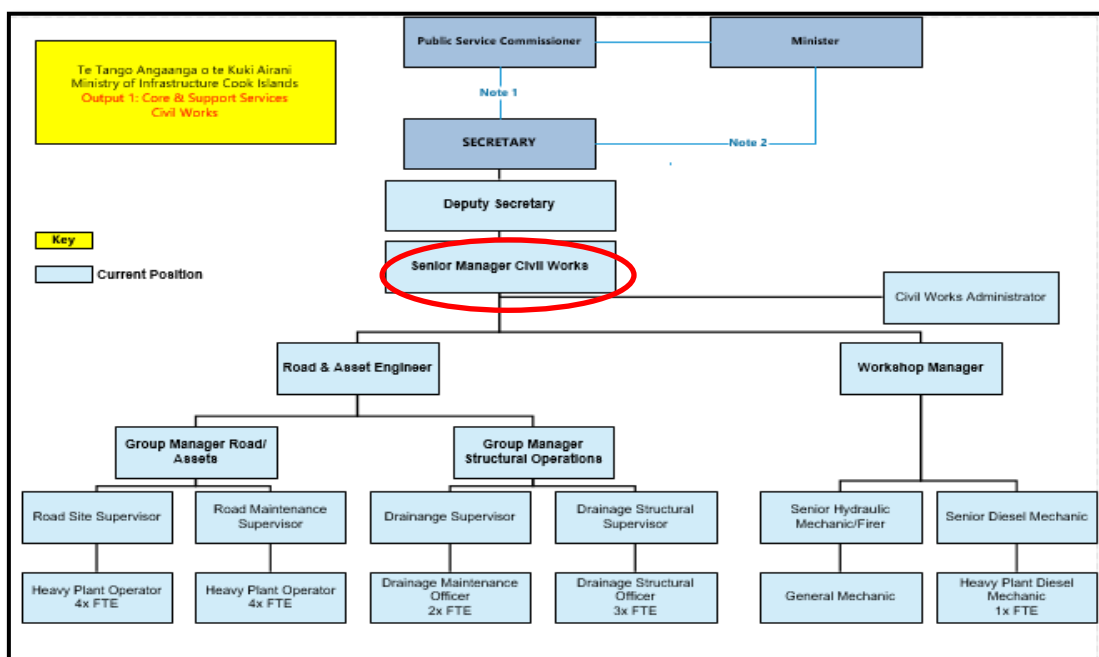 Public Service Commissioner
Minister
Te Tango Angaanga o te Kuki Airani
Ministry of Infrastructure Cook Islands
Output 1: Core & Support Services
Civil Works
Note 1
SECRETARY
Note 2
Deputy Secretary
Key
Senior Manager Civil Works
Current Position
Civil Works Administrator
Road & Asset Engineer
Workshop Manager
Group Manager Road/
Assets
Group Manager
Structural Operations
Road Site Supervisor
Road Maintenance
Supervisor
Drainange Supervisor
Drainage Structural
Supervisor
Senior Hydraulic
Mechanic/Firer
Senior Diesel Mechanic
Heavy Plant Operator
4x FTE
Heavy Plant Operator
4x FTE
Drainage Maintenance
Officer
2x FTE
Drainage Structural
Officer
3x FTE
General Mechanic
Heavy Plant Diesel
Mechanic
1x FTE